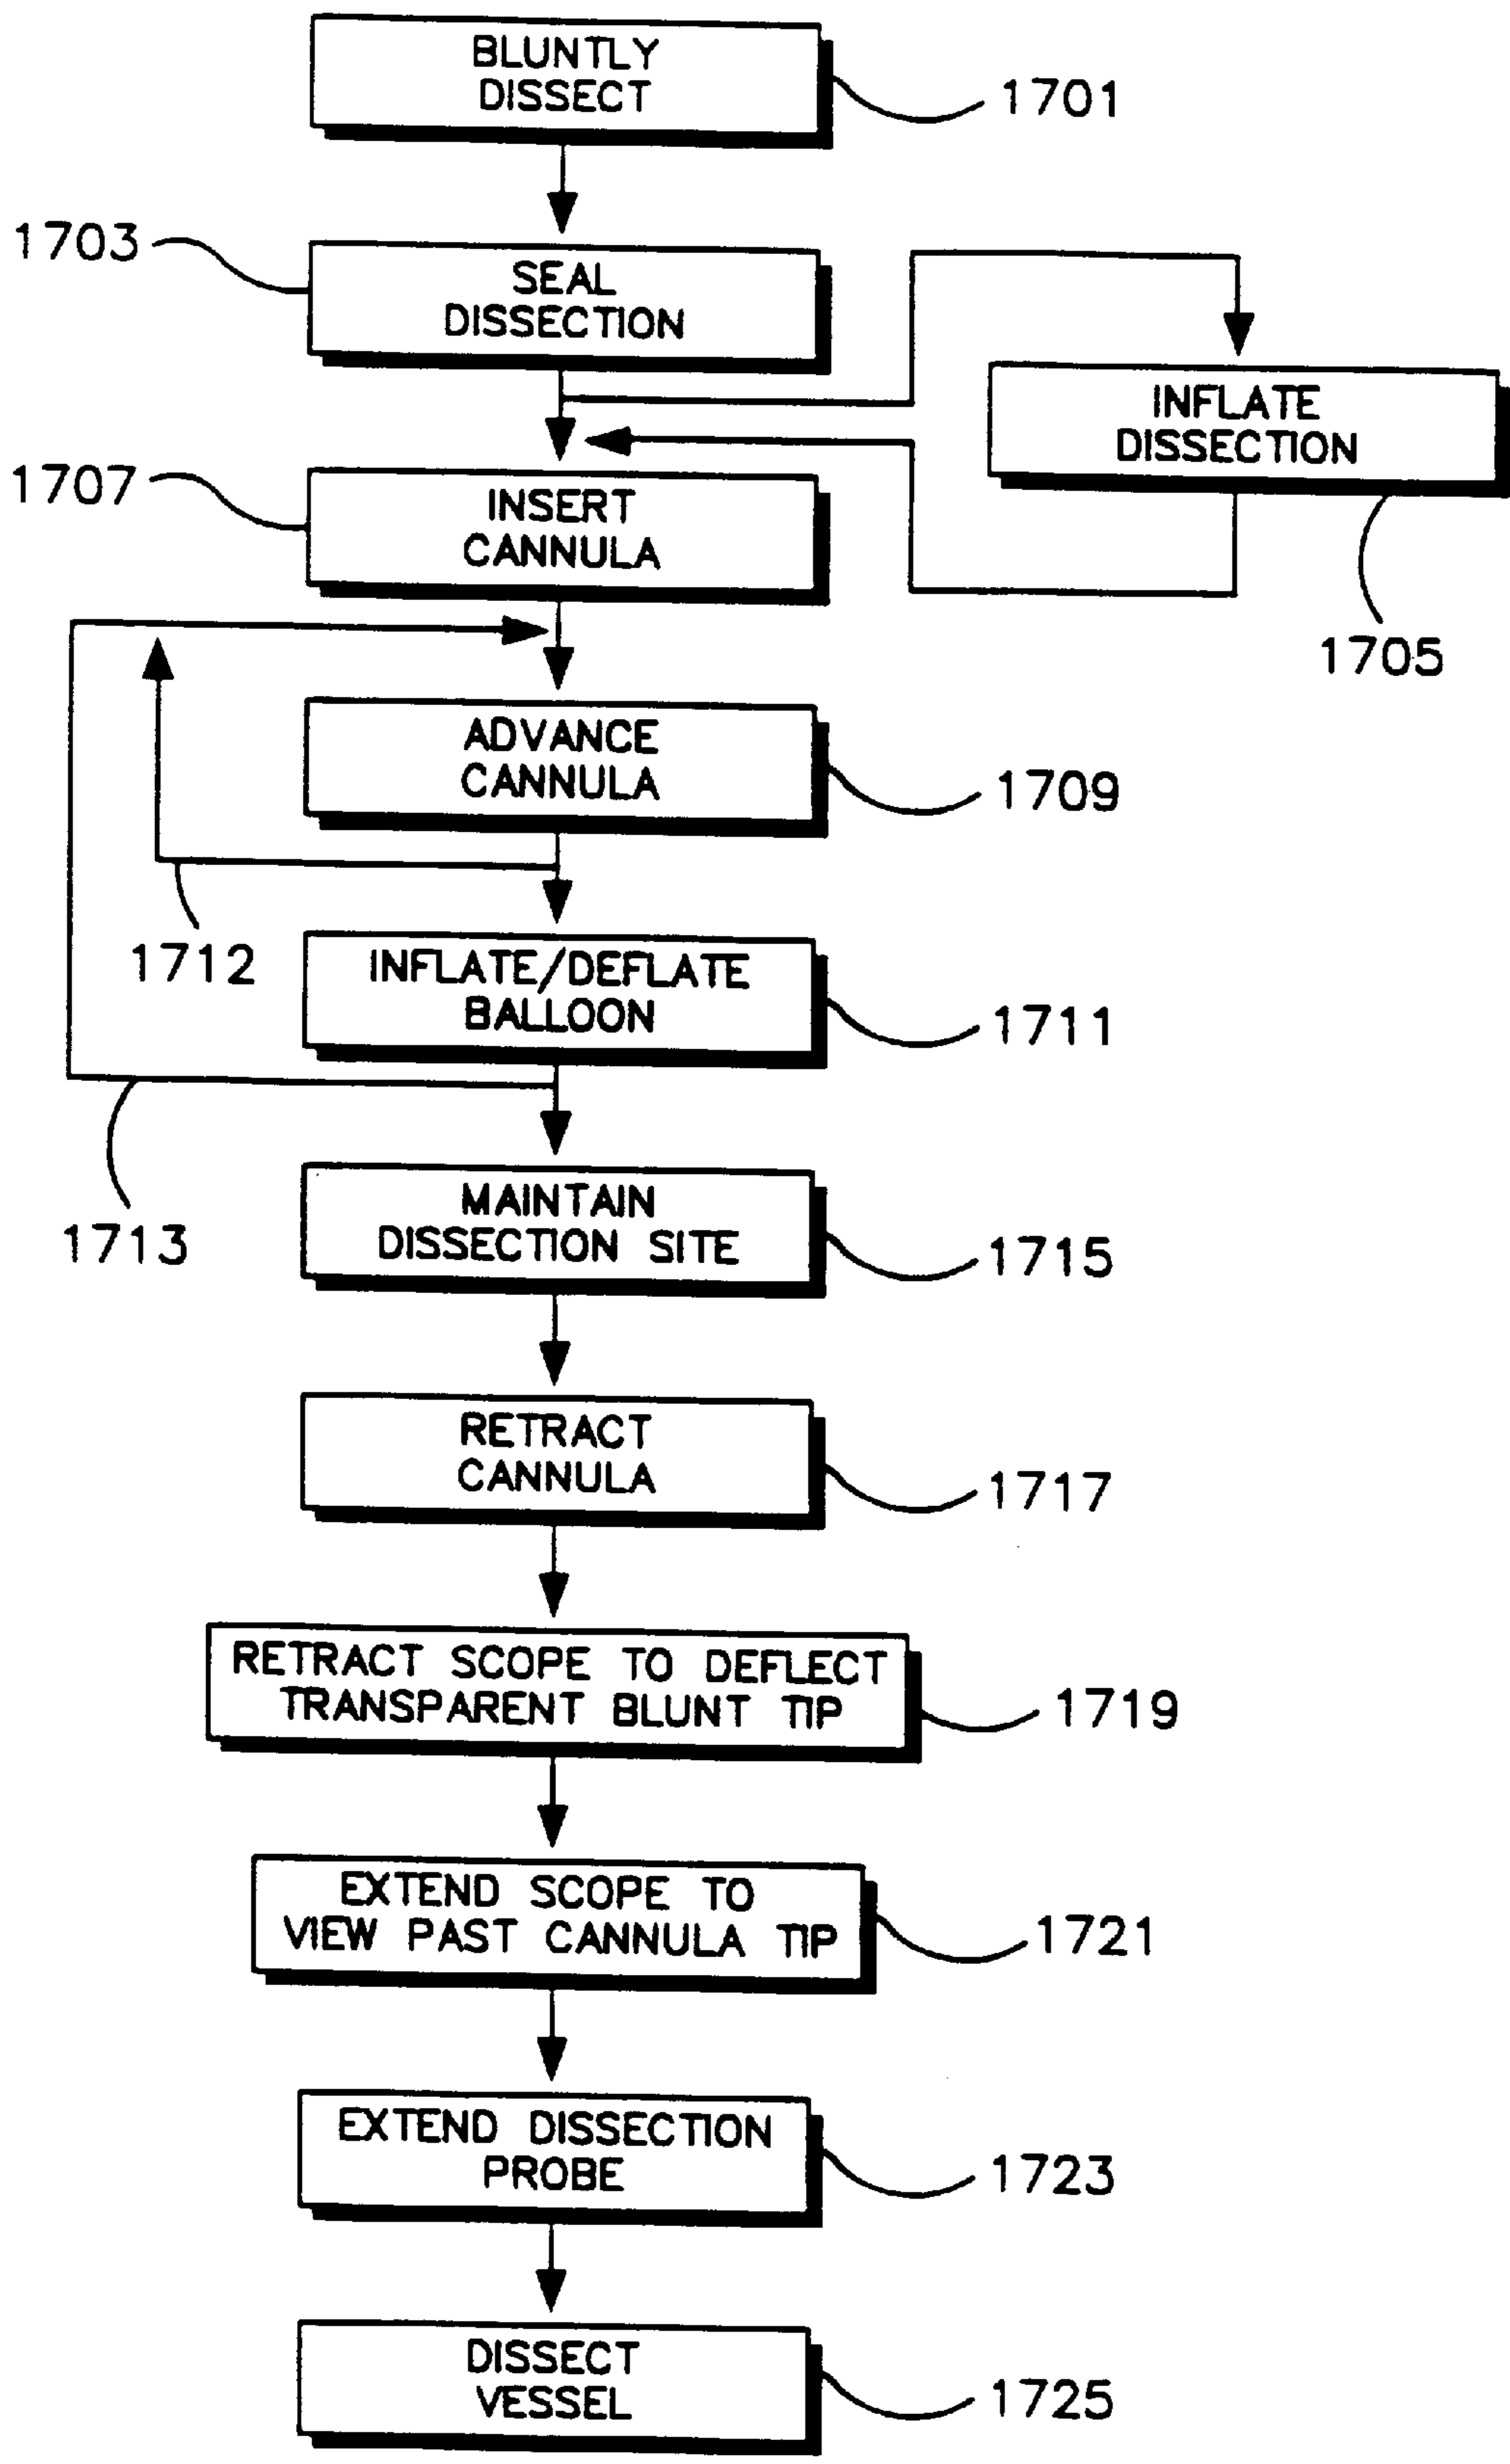 BLUNTLY
DISSECT
1701
1703
SEAL
DISSECTION
INFLATE
DISSECTION
1705
1707
INSERT
CANNULA
ADVANCE
CANNULA
1709
1712
INFLATE/DEFLATE
BALLOON
1711
1713
MAINTAIN
DISSECTION SITE
1715
RETRACT
CANNULA
1717
RETRACT SCOPE TO DEFLECT
TRANSPARENT BLUNT TIP
1719
EXTEND SCOPE TO
VIEW PAST CANNULA TIP
1721
EXTEND DISSECTION
PROBE
1723
DISSECT
VESSEL
1725